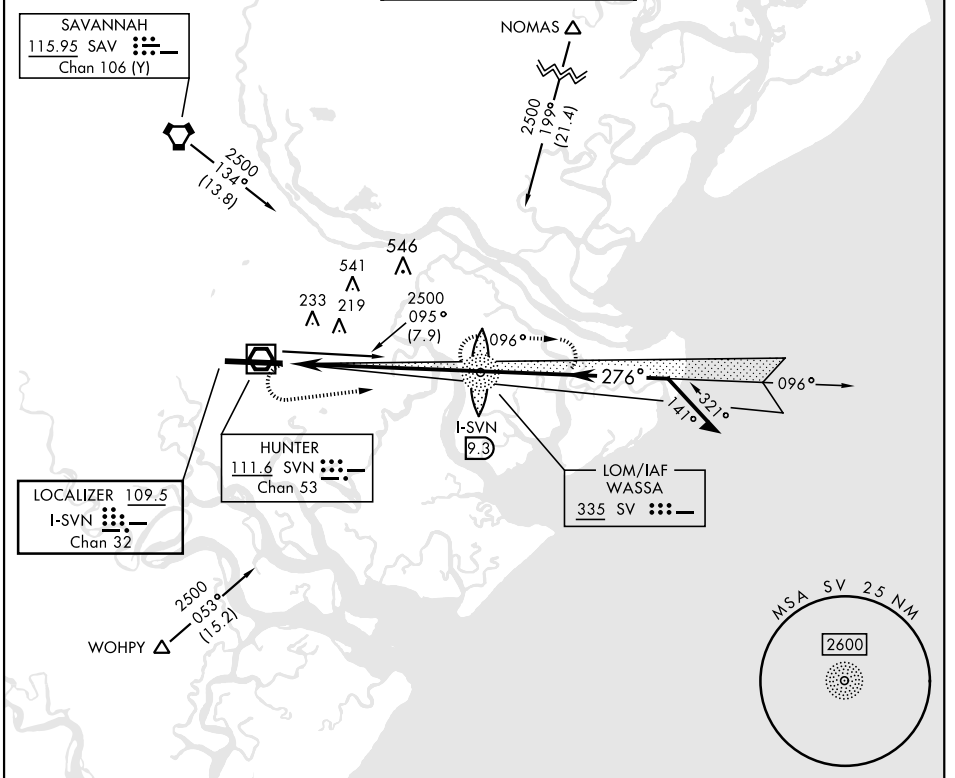 SAVANNAH
115.95 SAV
Chan 106 (Y)
NOMAS
2500
199°
(21.4)
2500
134°
(13.8)
546
541
233
219
2500
095°
(7.9)
096°
276°
096°
141°
321°
I-SVN
9.3
HUNTER
111.6 SVN
Chan 53
LOM/IAF
WASSA
335 SV
LOCALIZER 109.5
I-SVN
Chan 32
2500
053°
(15.2)
WOHPY
MSA SV 25 NM
2600